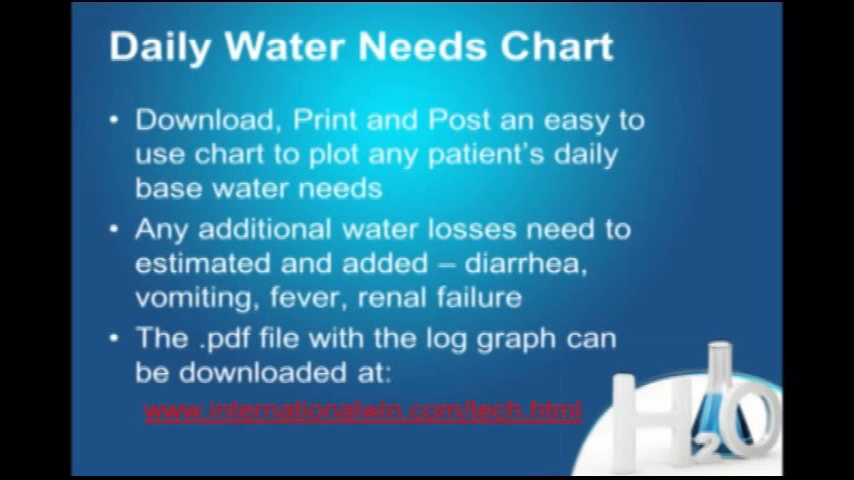 Daily Water Needs Chart
• Download, Print and Post an easy to
use chart to plot any patient's daily
base water needs
• Any additional water losses need to
estimated and added – diarrhea,
vomiting, fever, renal failure
• The .pdf file with the log graph can
be downloaded at:
www.internationalwin.com/tech.html
H2O